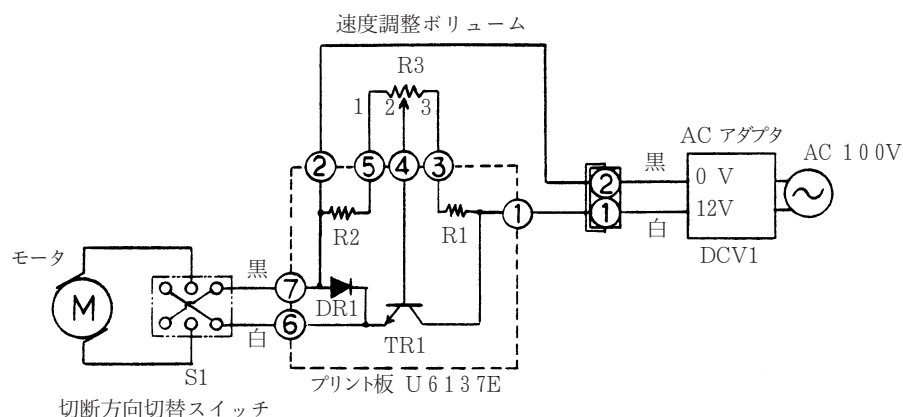 速度調整ボリューム
R3
1 2 3
AC アダプタ
AC 100V
② ⑤ ④ ③
黒
② 0 V
R2 R1 ① ① 12V
白
DCV1
モータ
黒
M
⑦ DR1
⑥
白
TR1
S1
プリント板 U6137E
切断方向切替スイッチ